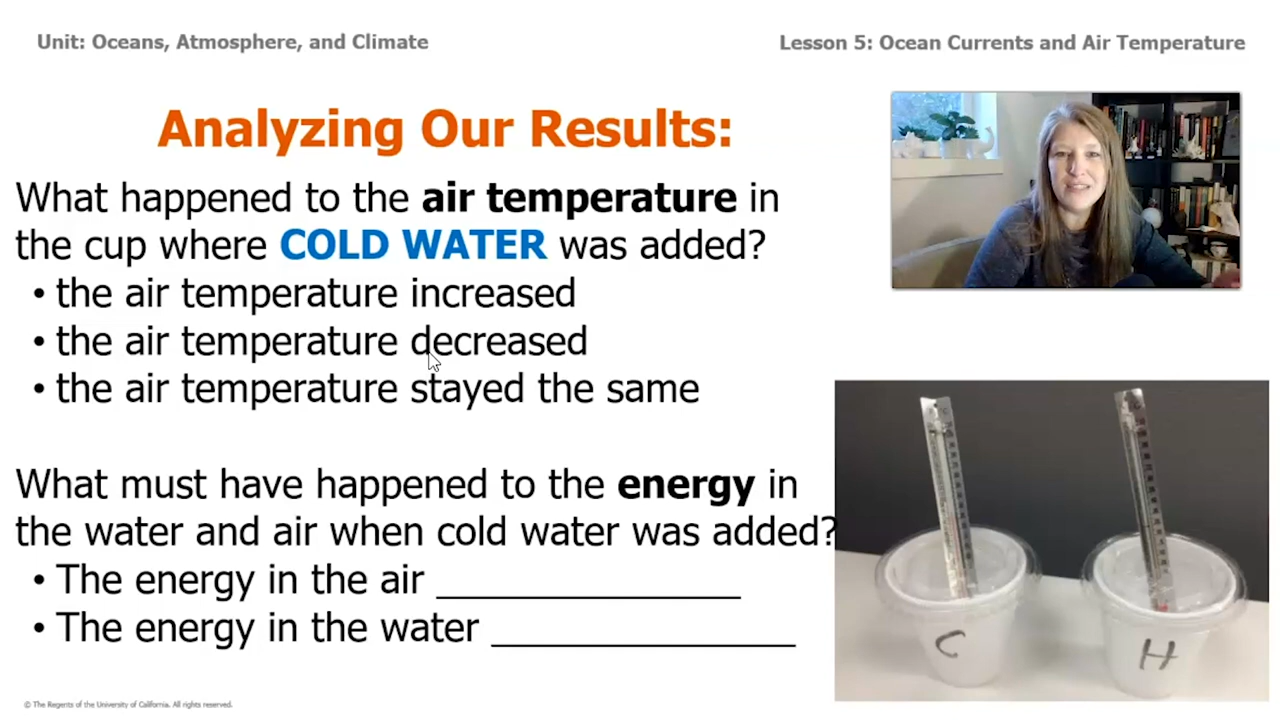 Unit: Oceans, Atmosphere, and Climate
Lesson 5: Ocean Currents and Air Temperature
Analyzing Our Results:
What happened to the air temperature in
the cup where COLD WATER was added?
• the air temperature increased
• the air temperature decreased
• the air temperature stayed the same
What must have happened to the energy in
the water and air when cold water was added?
• The energy in the air _______________
• The energy in the water _______________
C
H
© The Regents of the University of California. All rights reserved.